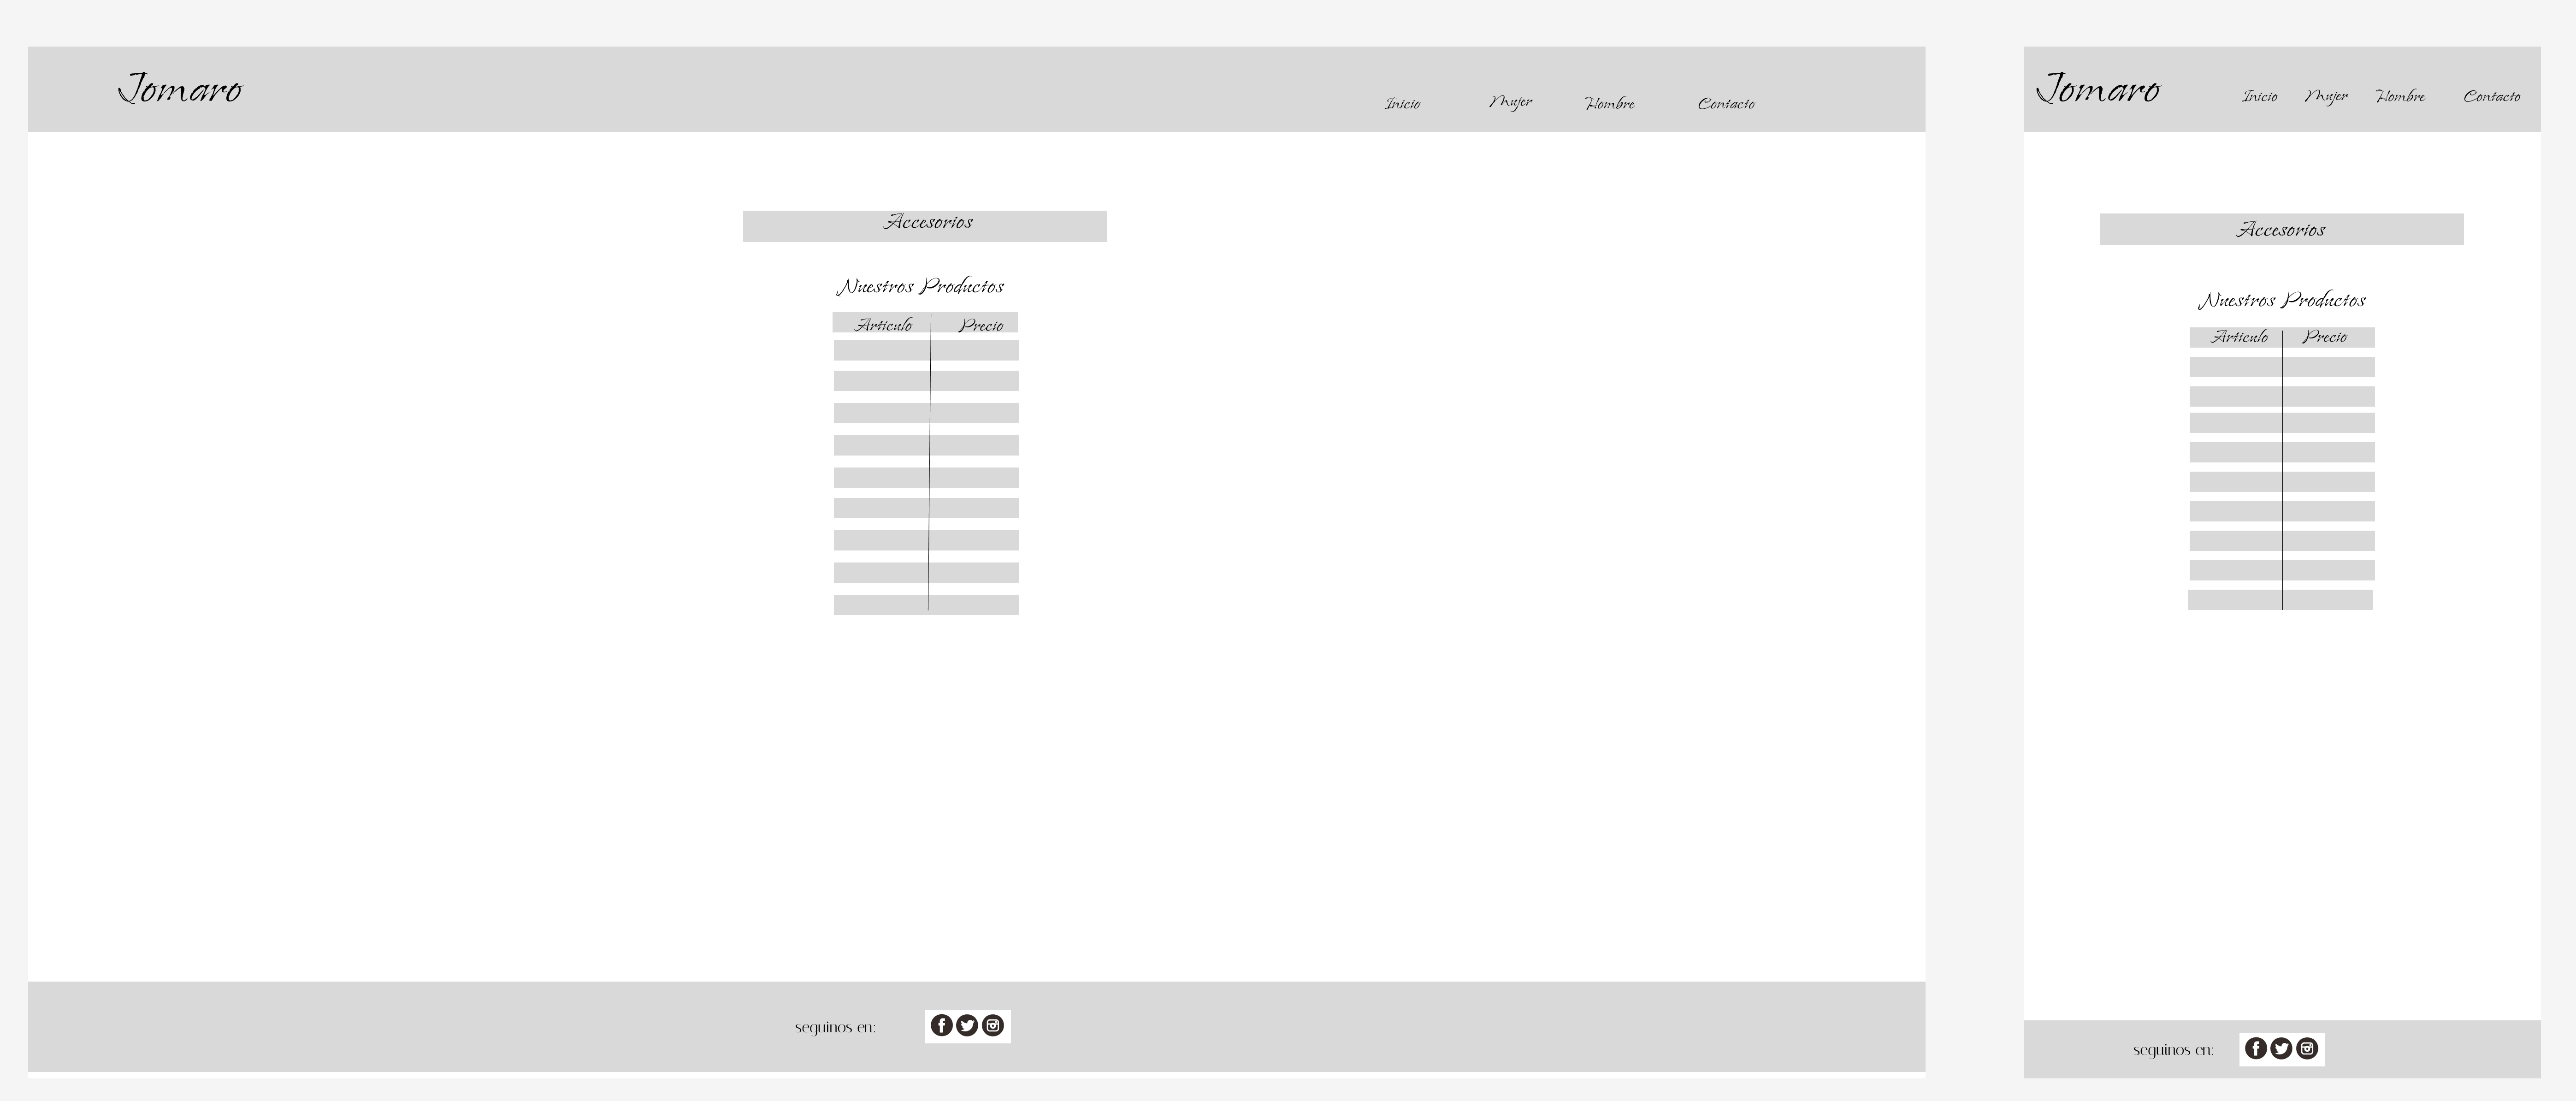 Jomaro
Inicio Mujer Hombre Contacto
Accesorios
Nuestros Productos
Articulo Precio
seguinos en:
Jomaro
Inicio Mujer Hombre Contacto
Accesorios
Nuestros Productos
Articulo Precio
seguinos en: